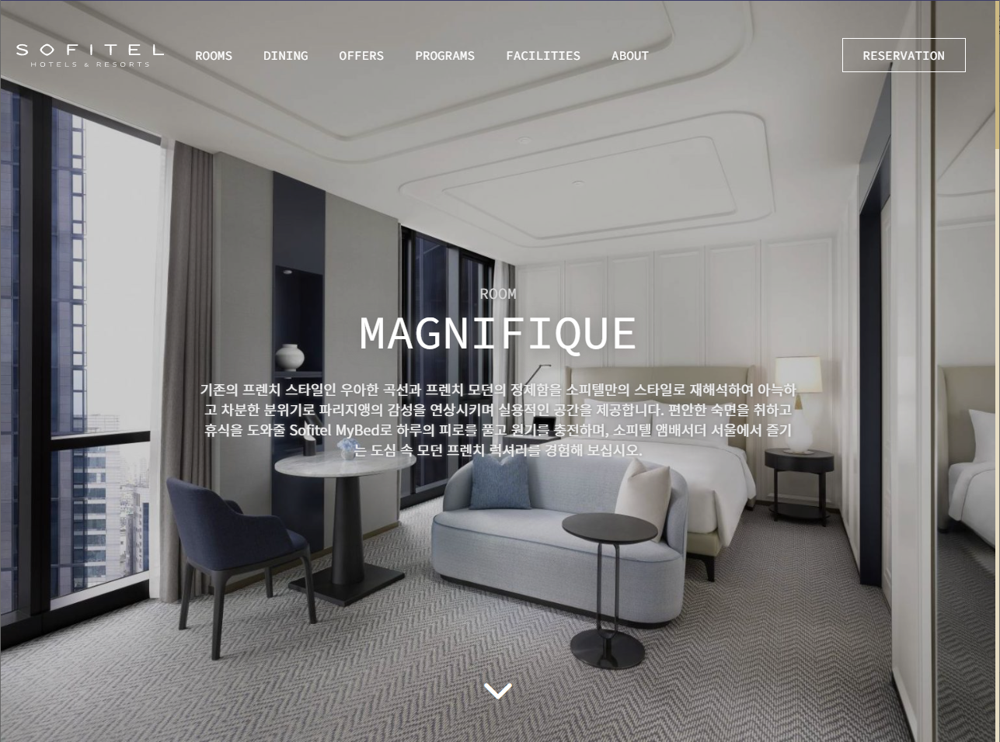 SOFITEL
HOTELS & RESORTS
ROOMS DINING OFFERS PROGRAMS FACILITIES ABOUT RESERVATION
ROOM
MAGNIFIQUE
기존의 프렌치 스타일인 우아한 곡선과 프렌치 모던의 정제함을 소피텔만의 스타일로 재해석하여 아늑하
고 차분한 분위기로 파리지앵의 감성을 연상시키며 실용적인 공간을 제공합니다. 편안한 숙면을 취하고
휴식을 도와줄 Sofitel MyBed로 하루의 피로를 풀고 원기를 충전하며, 소피텔 앰배서더 서울에서 즐기
는 도심 속 모던 프렌치 럭셔리를 경험해 보십시오.